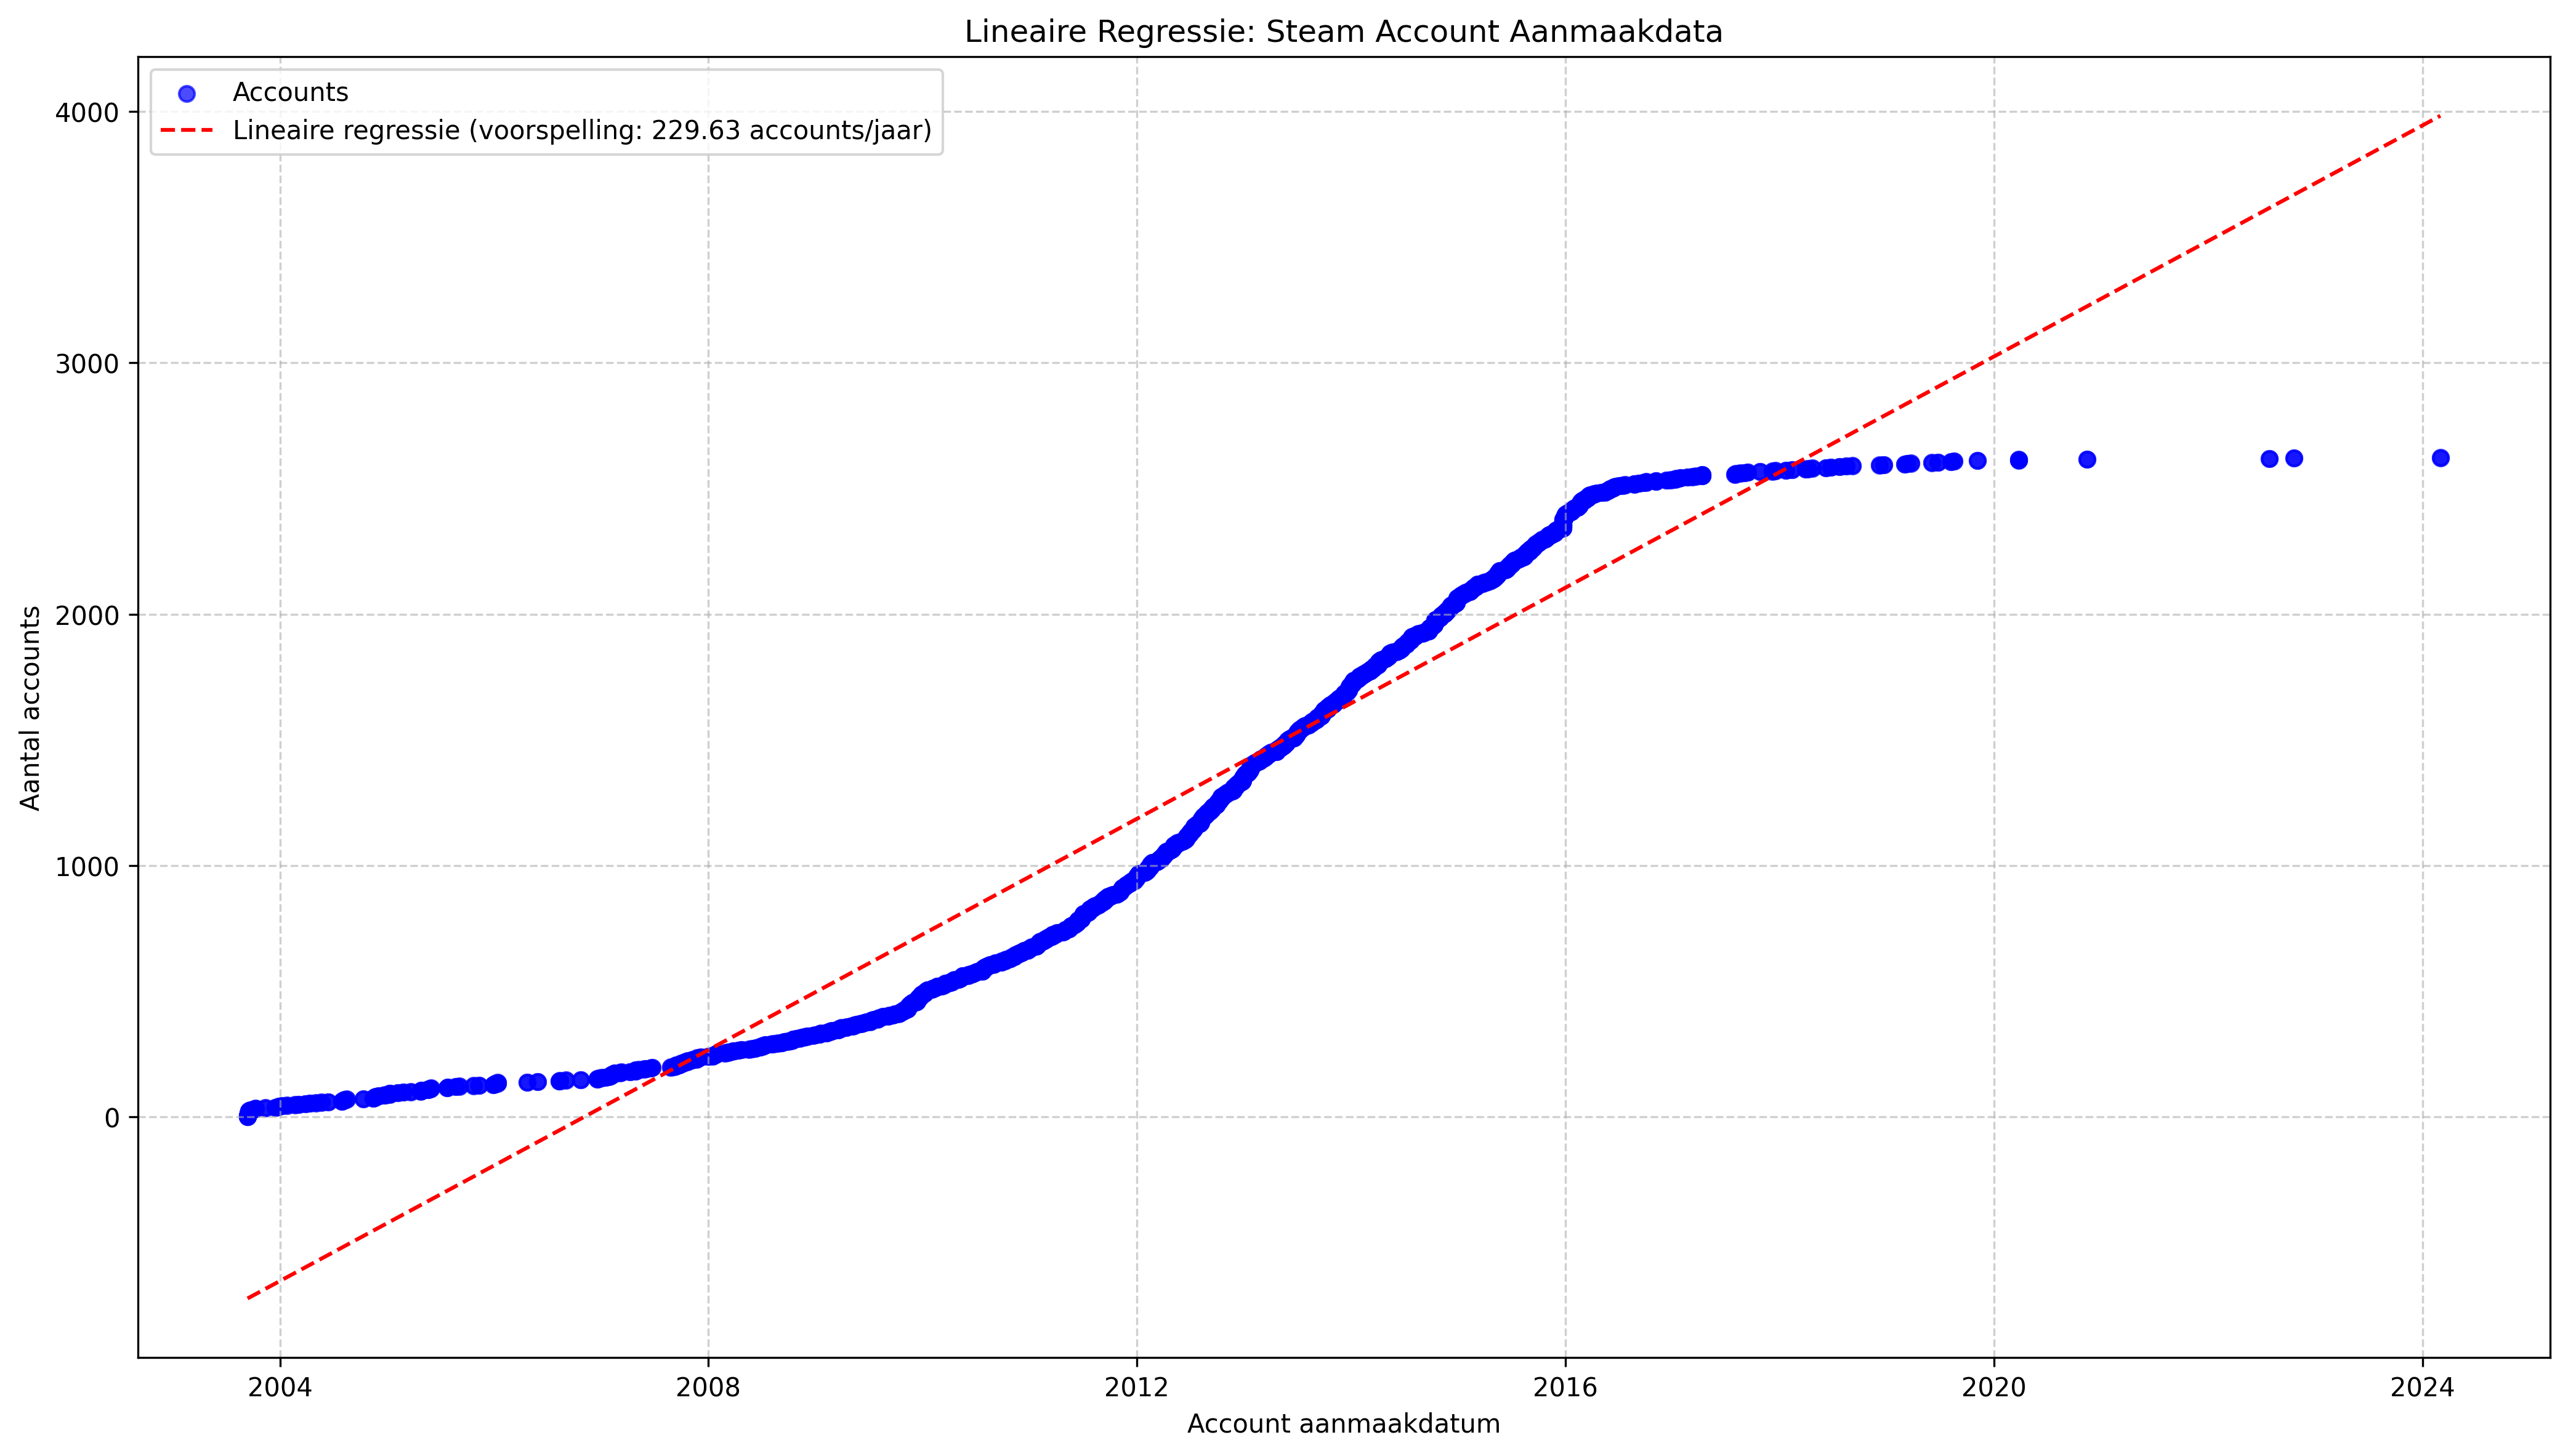 Lineaire Regressie: Steam Account Aanmaakdata
Accounts
Lineaire regressie (voorspelling: 229.63 accounts/jaar)
4000
3000
2000
1000
0
Aantal accounts
2004
2008
2012
2016
2020
2024
Account aanmaakdatum